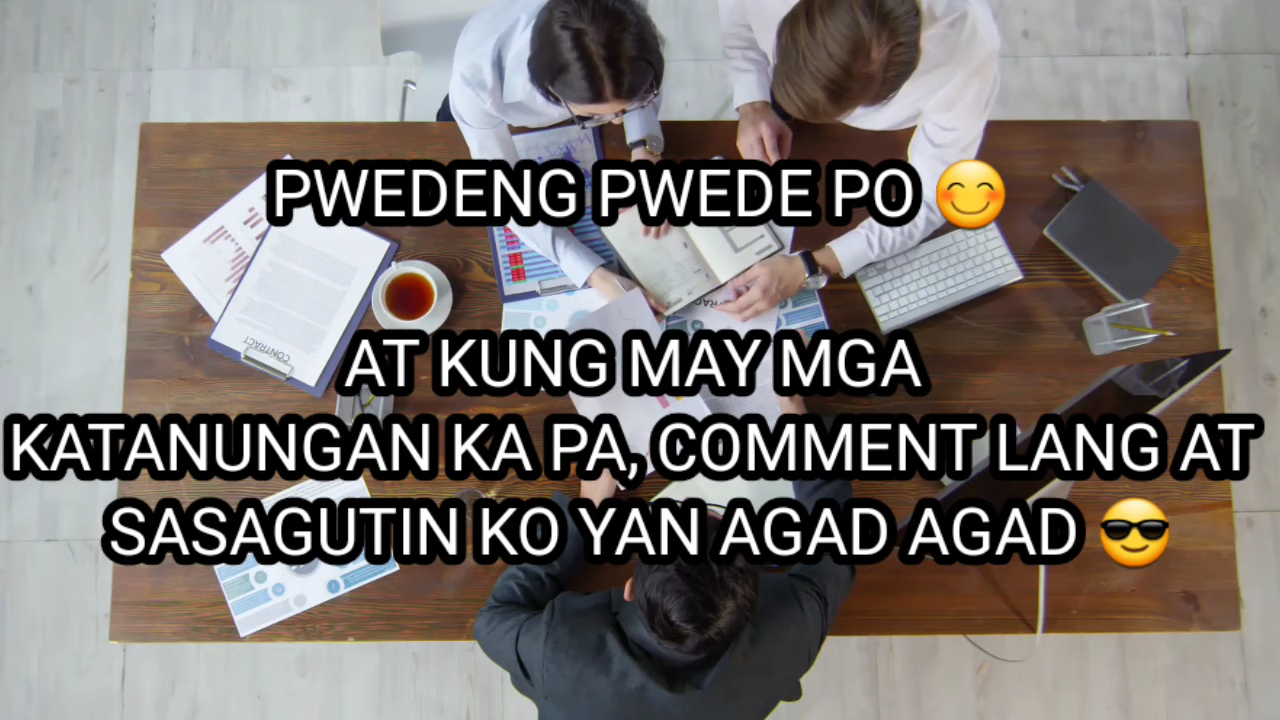 PWEDENG PWEDE PO 😊
CONTRACT
AT KUNG MAY MGA
KATANUNGAN KA PA, COMMENT LANG AT
SASAGUTIN KO YAN AGAD AGAD 😎